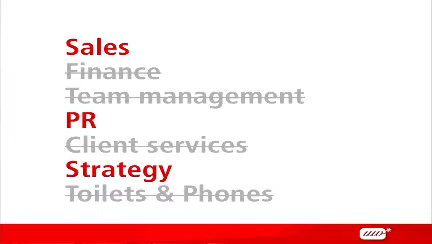 Sales
Finance
Team management
PR
Client services
Strategy
Toilets & Phones